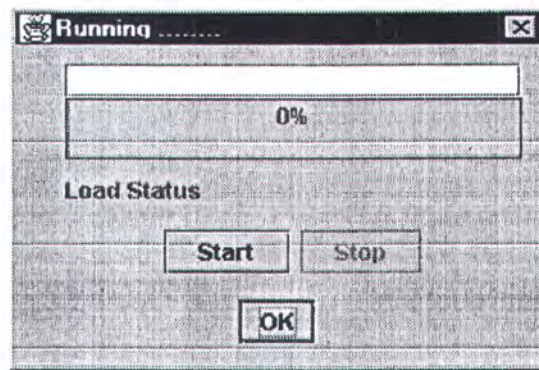 Running ........
0%
Load Status
Start Stop
OK